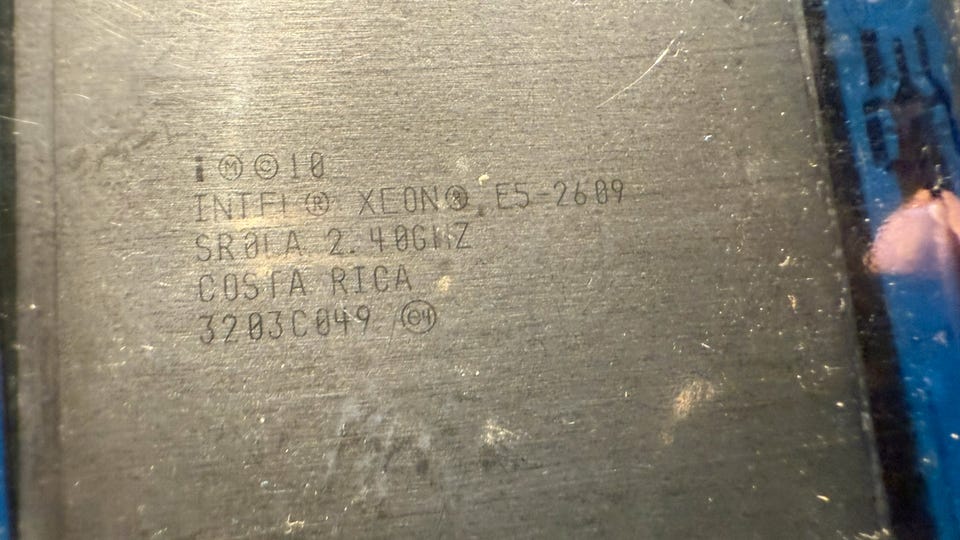 i Ⓜ © 10
INTEL® XEON® E5-2609
SR0LA 2.40GHZ
COSTA RICA
3203C049 e4